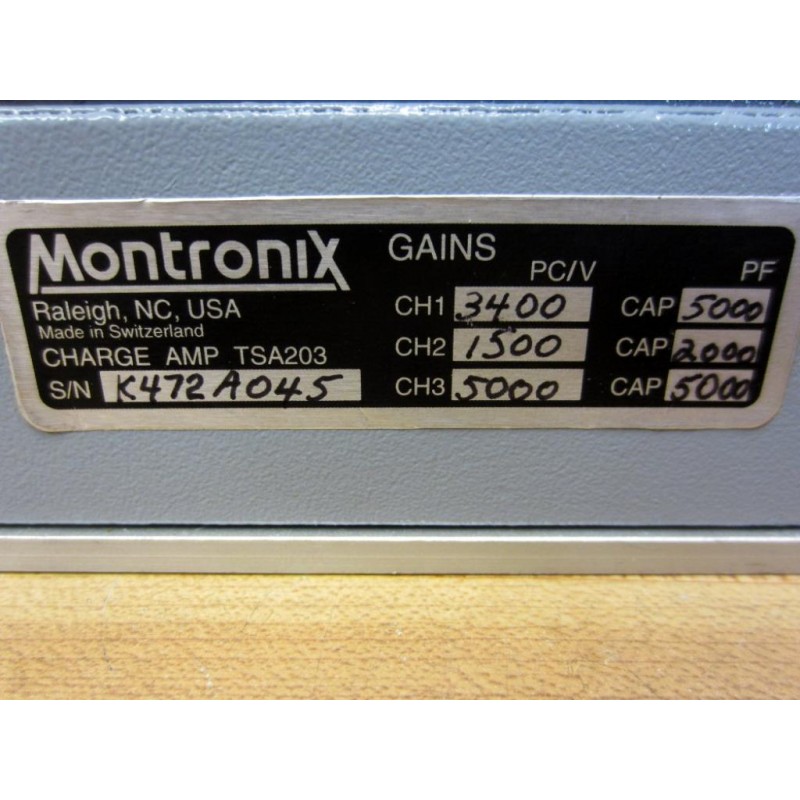 Montronix GAINS
PC/V PF
Raleigh, NC, USA CH1 3400 CAP 5000
Made in Switzerland
CHARGE AMP TSA203 CH2 1500 CAP 2000
S/N K472A045 CH3 5000 CAP 5000